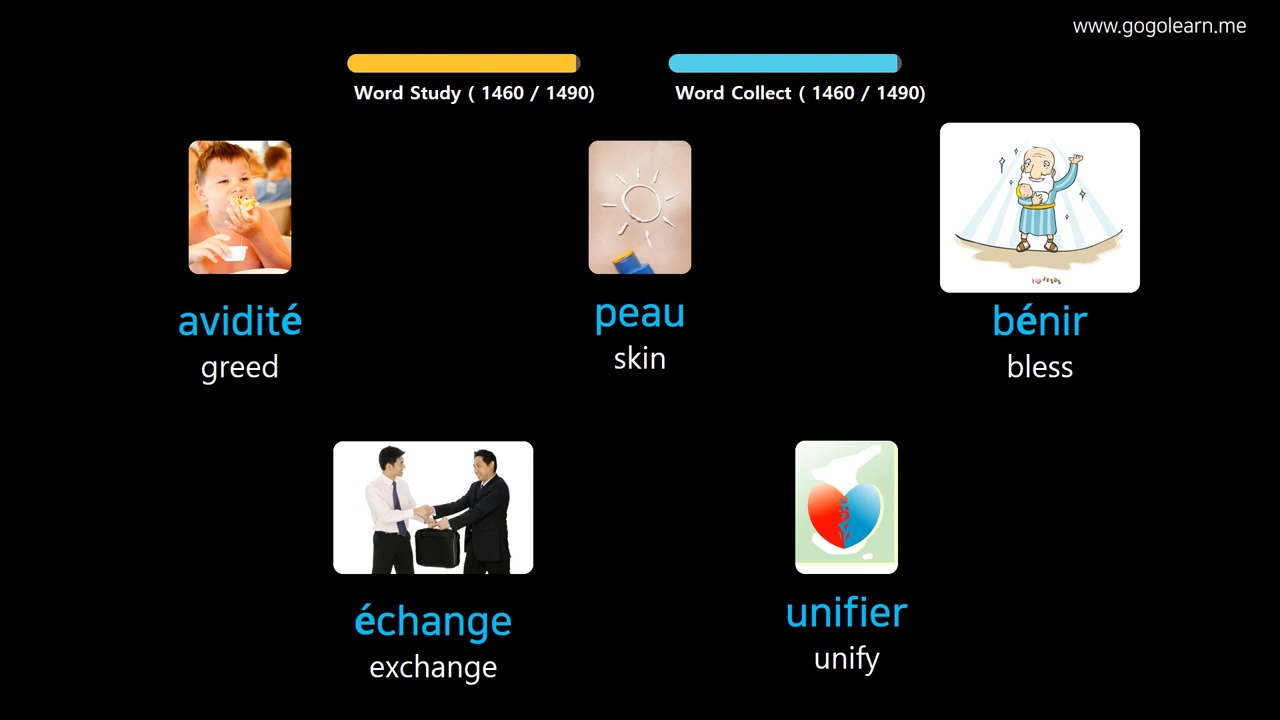 www.gogolearn.me
Word Study ( 1460 / 1490)
Word Collect ( 1460 / 1490)
avidité
greed
peau
skin
bénir
bless
échange
exchange
unifier
unify